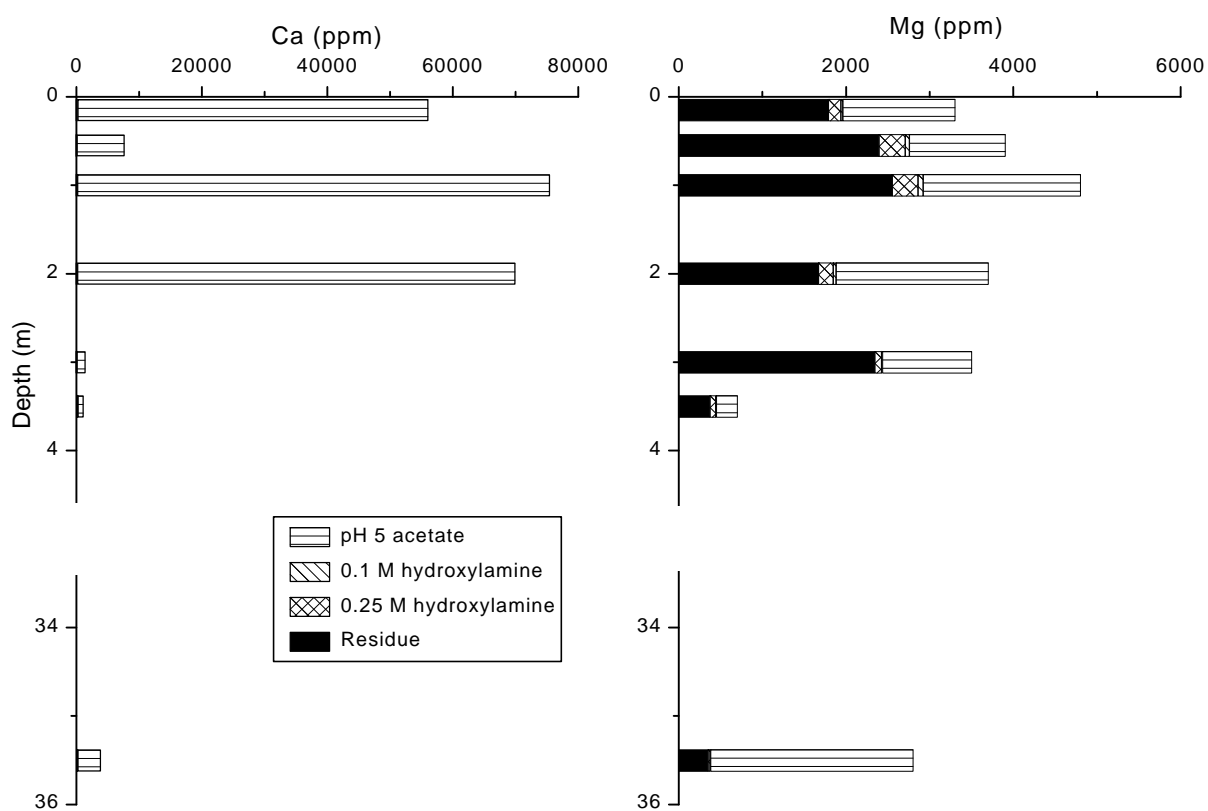 Ca (ppm)
0 20000 40000 60000 80000
0
2
4
34
36
Depth (m)
pH 5 acetate
0.1 M hydroxylamine
0.25 M hydroxylamine
Residue
Mg (ppm)
0 2000 4000 6000
0
2
4
34
36